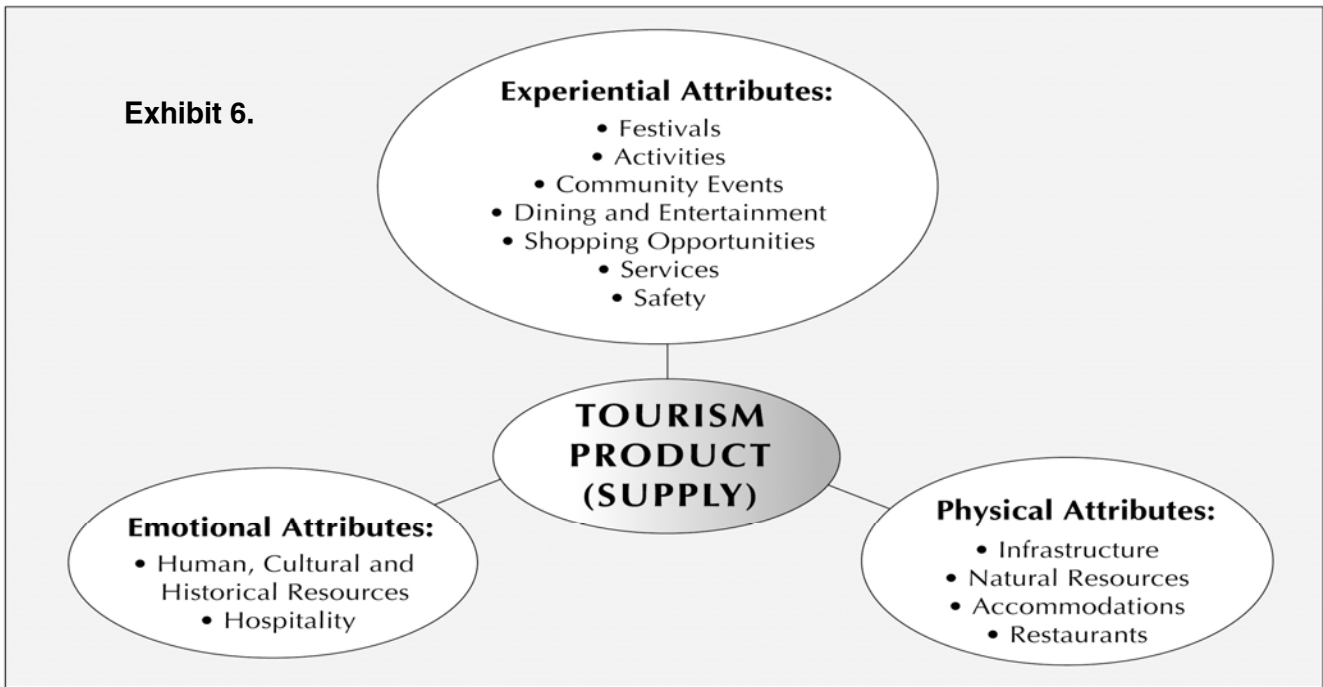 Exhibit 6.
Experiential Attributes:
• Festivals
• Activities
• Community Events
• Dining and Entertainment
• Shopping Opportunities
• Services
• Safety
TOURISM
PRODUCT
(SUPPLY)
Emotional Attributes:
• Human, Cultural and
Historical Resources
• Hospitality
Physical Attributes:
• Infrastructure
• Natural Resources
• Accommodations
• Restaurants